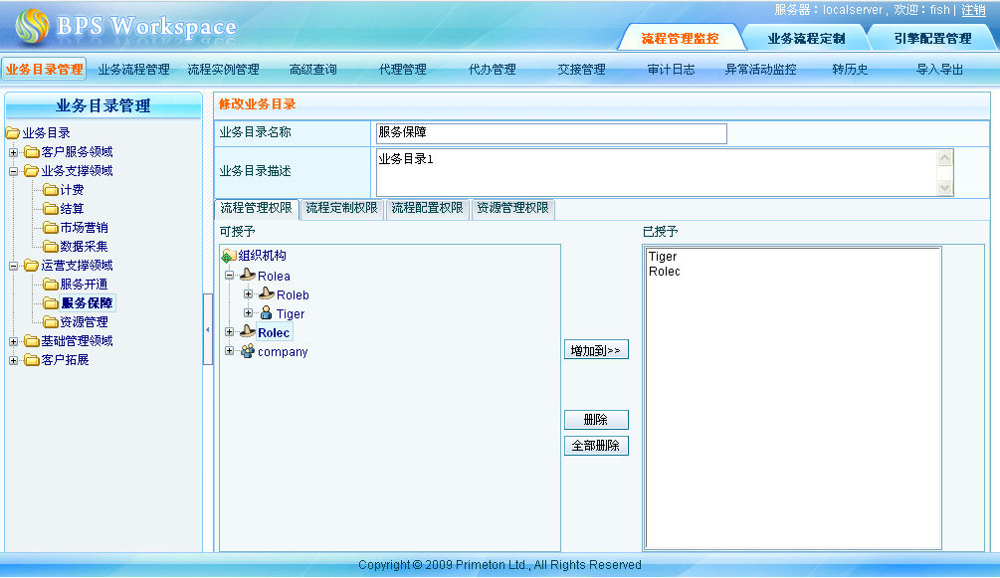 BPS Workspace
服务器：localserver , 欢迎：fish | 注销
流程管理监控 业务流程定制 引擎配置管理
业务目录管理 业务流程管理 流程实例管理 高级查询 代理管理 代办管理 交接管理 审计日志 异常活动监控 转历史 导入导出
业务目录管理
业务目录
客户服务领域
业务支撑领域
计费
结算
市场营销
数据采集
运营支撑领域
服务开通
服务保障
资源管理
基础管理领域
客户拓展
修改业务目录
业务目录名称 服务保障
业务目录描述 业务目录1
流程管理权限 流程定制权限 流程配置权限 资源管理权限
可授予
组织机构
Rolea
Roleb
Tiger
Rolec
company
增加到>>
删除
全部删除
已授予
Tiger
Rolec
Copyright © 2009 Primeton Ltd., All Rights Reserved